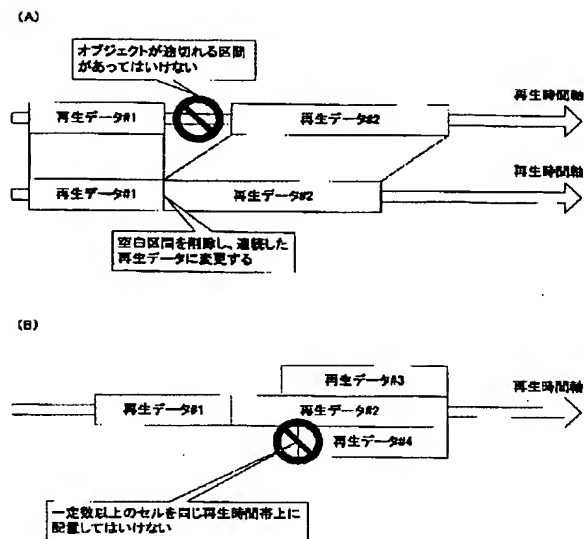 (A)
オブジェクトが途切れる区間
があってはいけない
再生時間軸
再生データ#1
再生データ#2
再生時間軸
再生データ#1
再生データ#2
空白区間を削除し、連続した
再生データに変更する
(B)
再生データ#3
再生時間軸
再生データ#1
再生データ#2
再生データ#4
一定数以上のセルを同じ再生時間帯上に
配置してはいけない